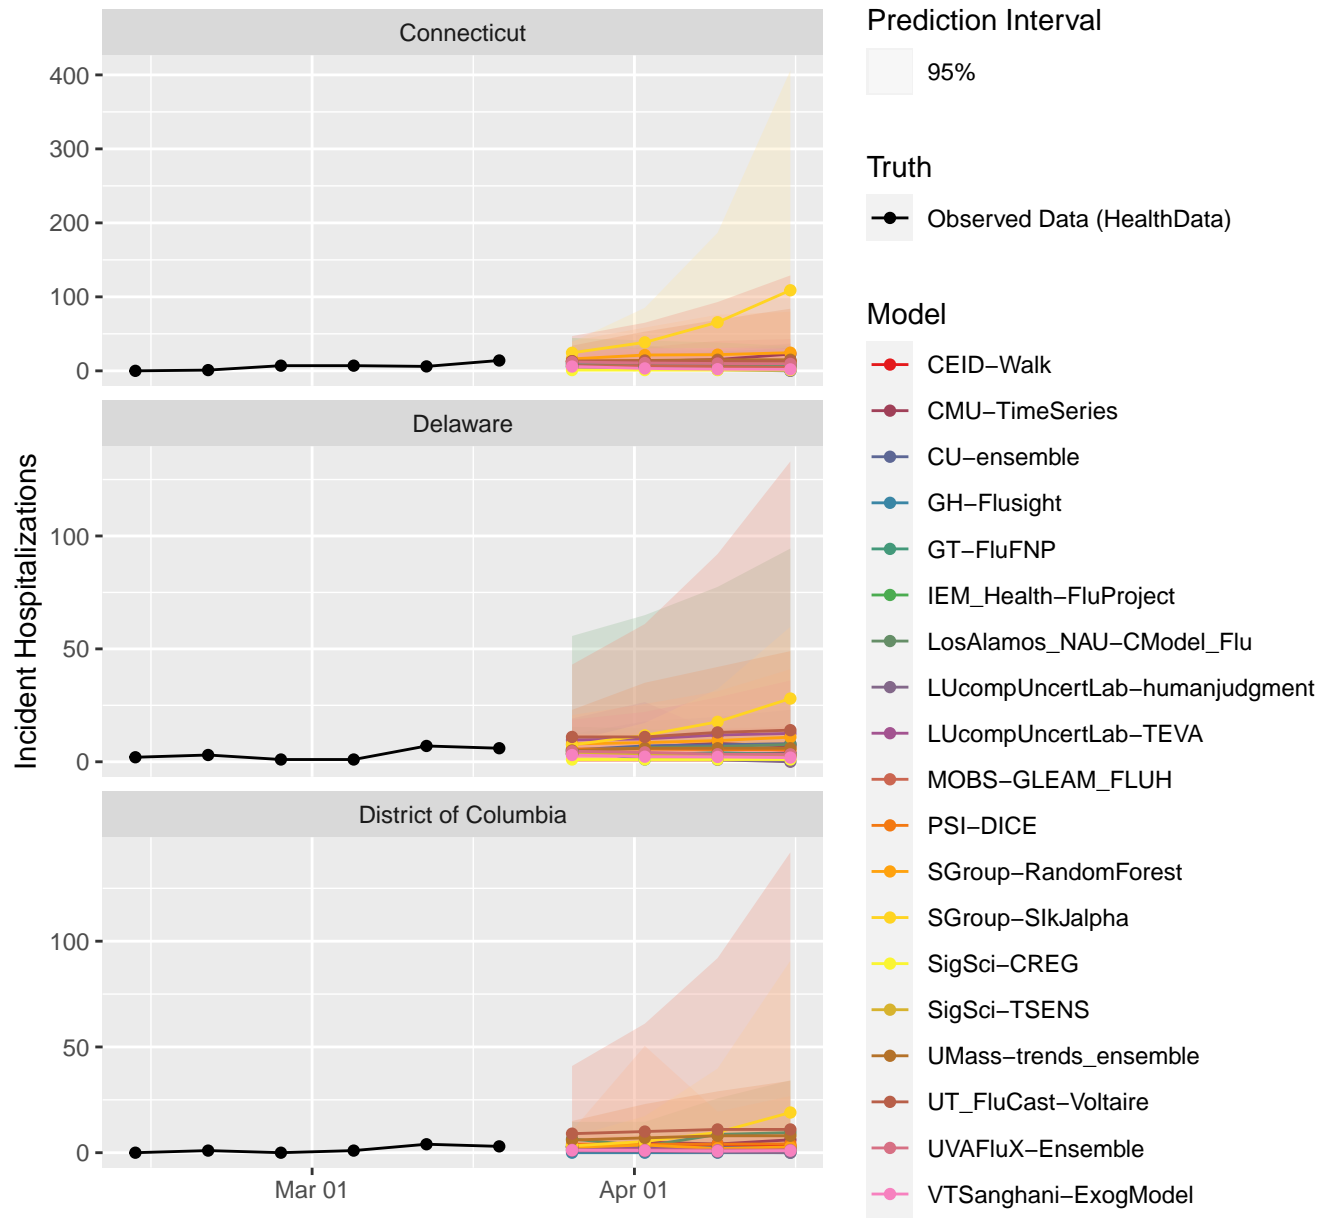 Connecticut
400
300
200
100
0
Delaware
100
50
0
District of Columbia
100
50
0
Mar 01
Apr 01
Incident Hospitalizations
Prediction Interval
95%
Truth
Observed Data (HealthData)
Model
CEID−Walk
CMU−TimeSeries
CU−ensemble
GH−Flusight
GT−FluFNP
IEM_Health−FluProject
LosAlamos_NAU−CModel_Flu
LUcompUncertLab−humanjudgment
LUcompUncertLab−TEVA
MOBS−GLEAM_FLUH
PSI−DICE
SGroup−RandomForest
SGroup−SIkJalpha
SigSci−CREG
SigSci−TSENS
UMass−trends_ensemble
UT_FluCast−Voltaire
UVAFluX−Ensemble
VTSanghani−ExogModel